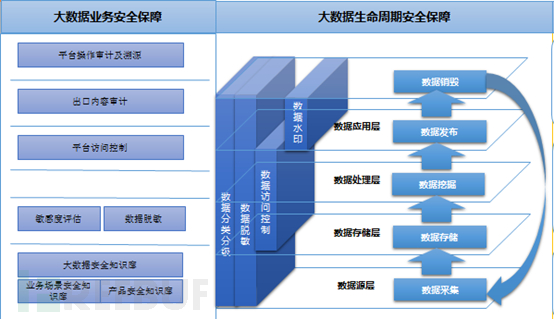 大数据业务安全保障
大数据生命周期安全保障
平台操作审计及溯源
出口内容审计
平台访问控制
敏感度评估
数据脱敏
大数据安全知识库
业务场景安全知
识库
产品安全知识库
数据分类分级
数据脱敏
数据访问控制
数据水印
数据销毁
数据应用层
数据发布
数据处理层
数据挖掘
数据存储层
数据存储
数据源层
数据采集